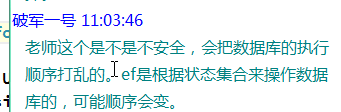 破军一号 11:03:46
老师这个是不是不安全，会把数据库的执行
顺序打乱的。ef是根据状态集合来操作数据
库的，可能顺序会变。